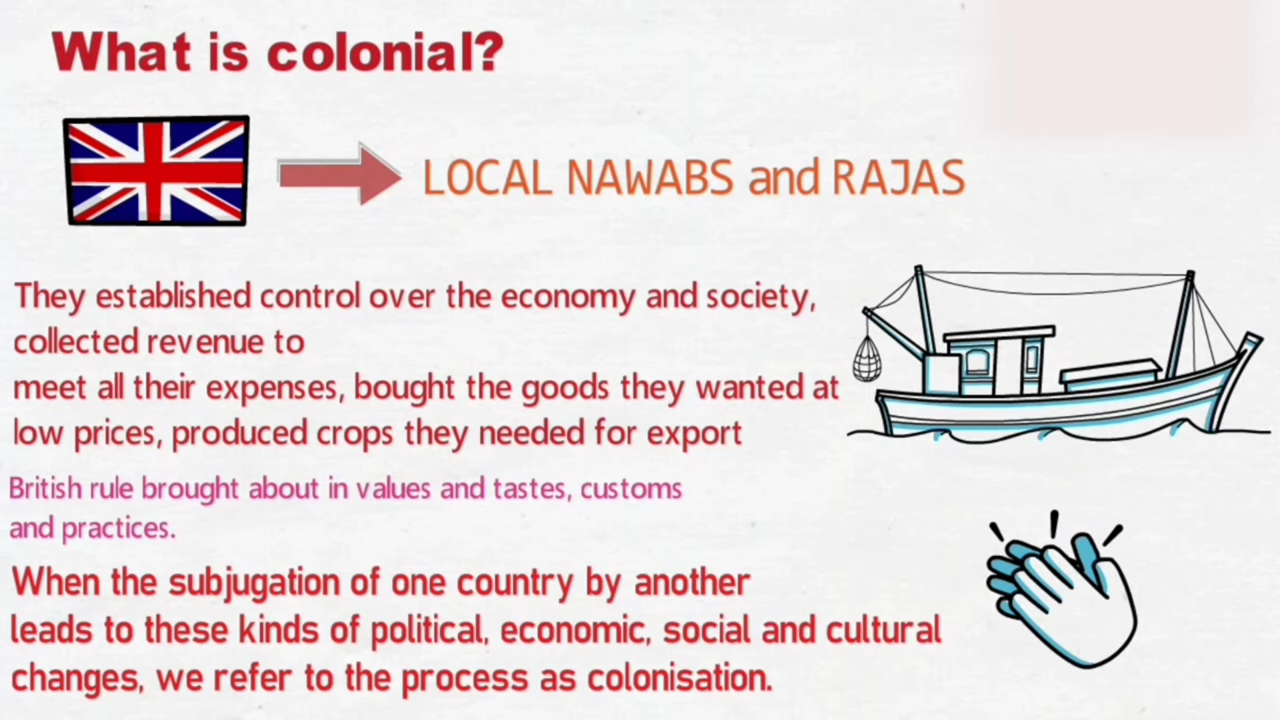 What is colonial?
LOCAL NAWABS and RAJAS
They established control over the economy and society,
collected revenue to
meet all their expenses, bought the goods they wanted at
low prices, produced crops they needed for export
British rule brought about in values and tastes, customs
and practices.
When the subjugation of one country by another
leads to these kinds of political, economic, social and cultural
changes, we refer to the process as colonisation.